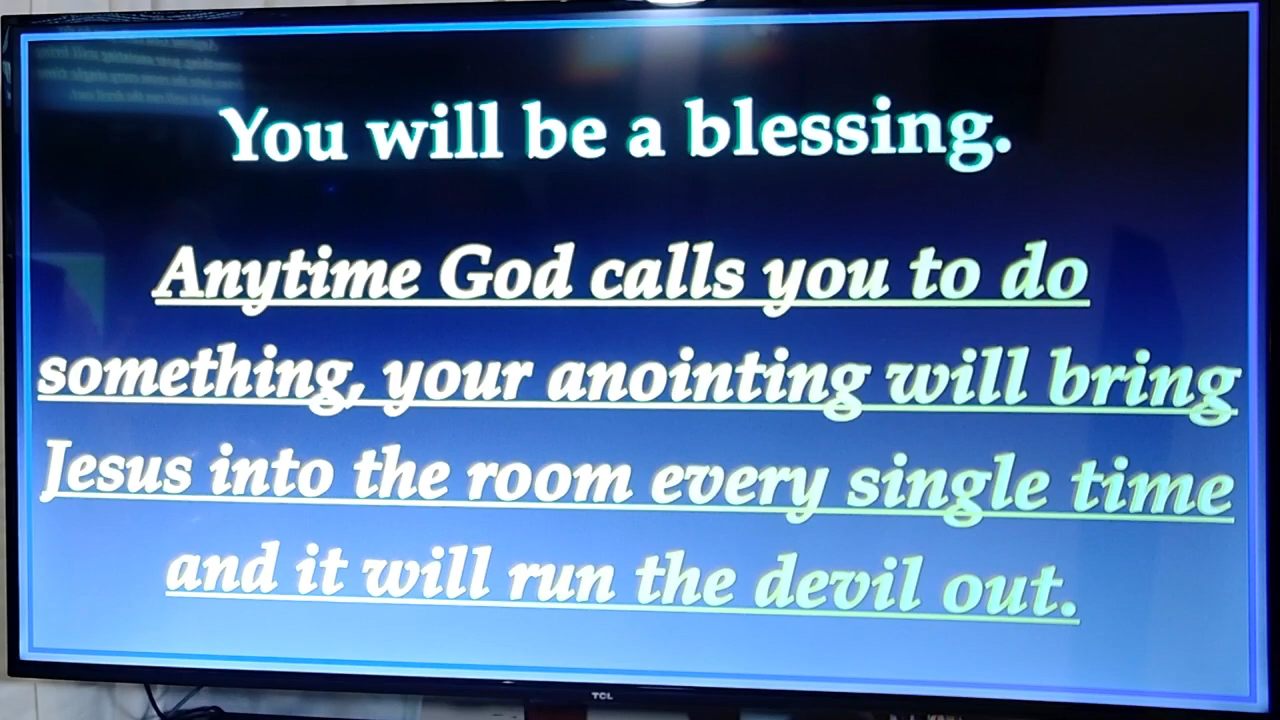 You will be a blessing.
Anytime God calls you to do
something, your anointing will bring
Jesus into the room every single time
and it will run the devil out.
TCL